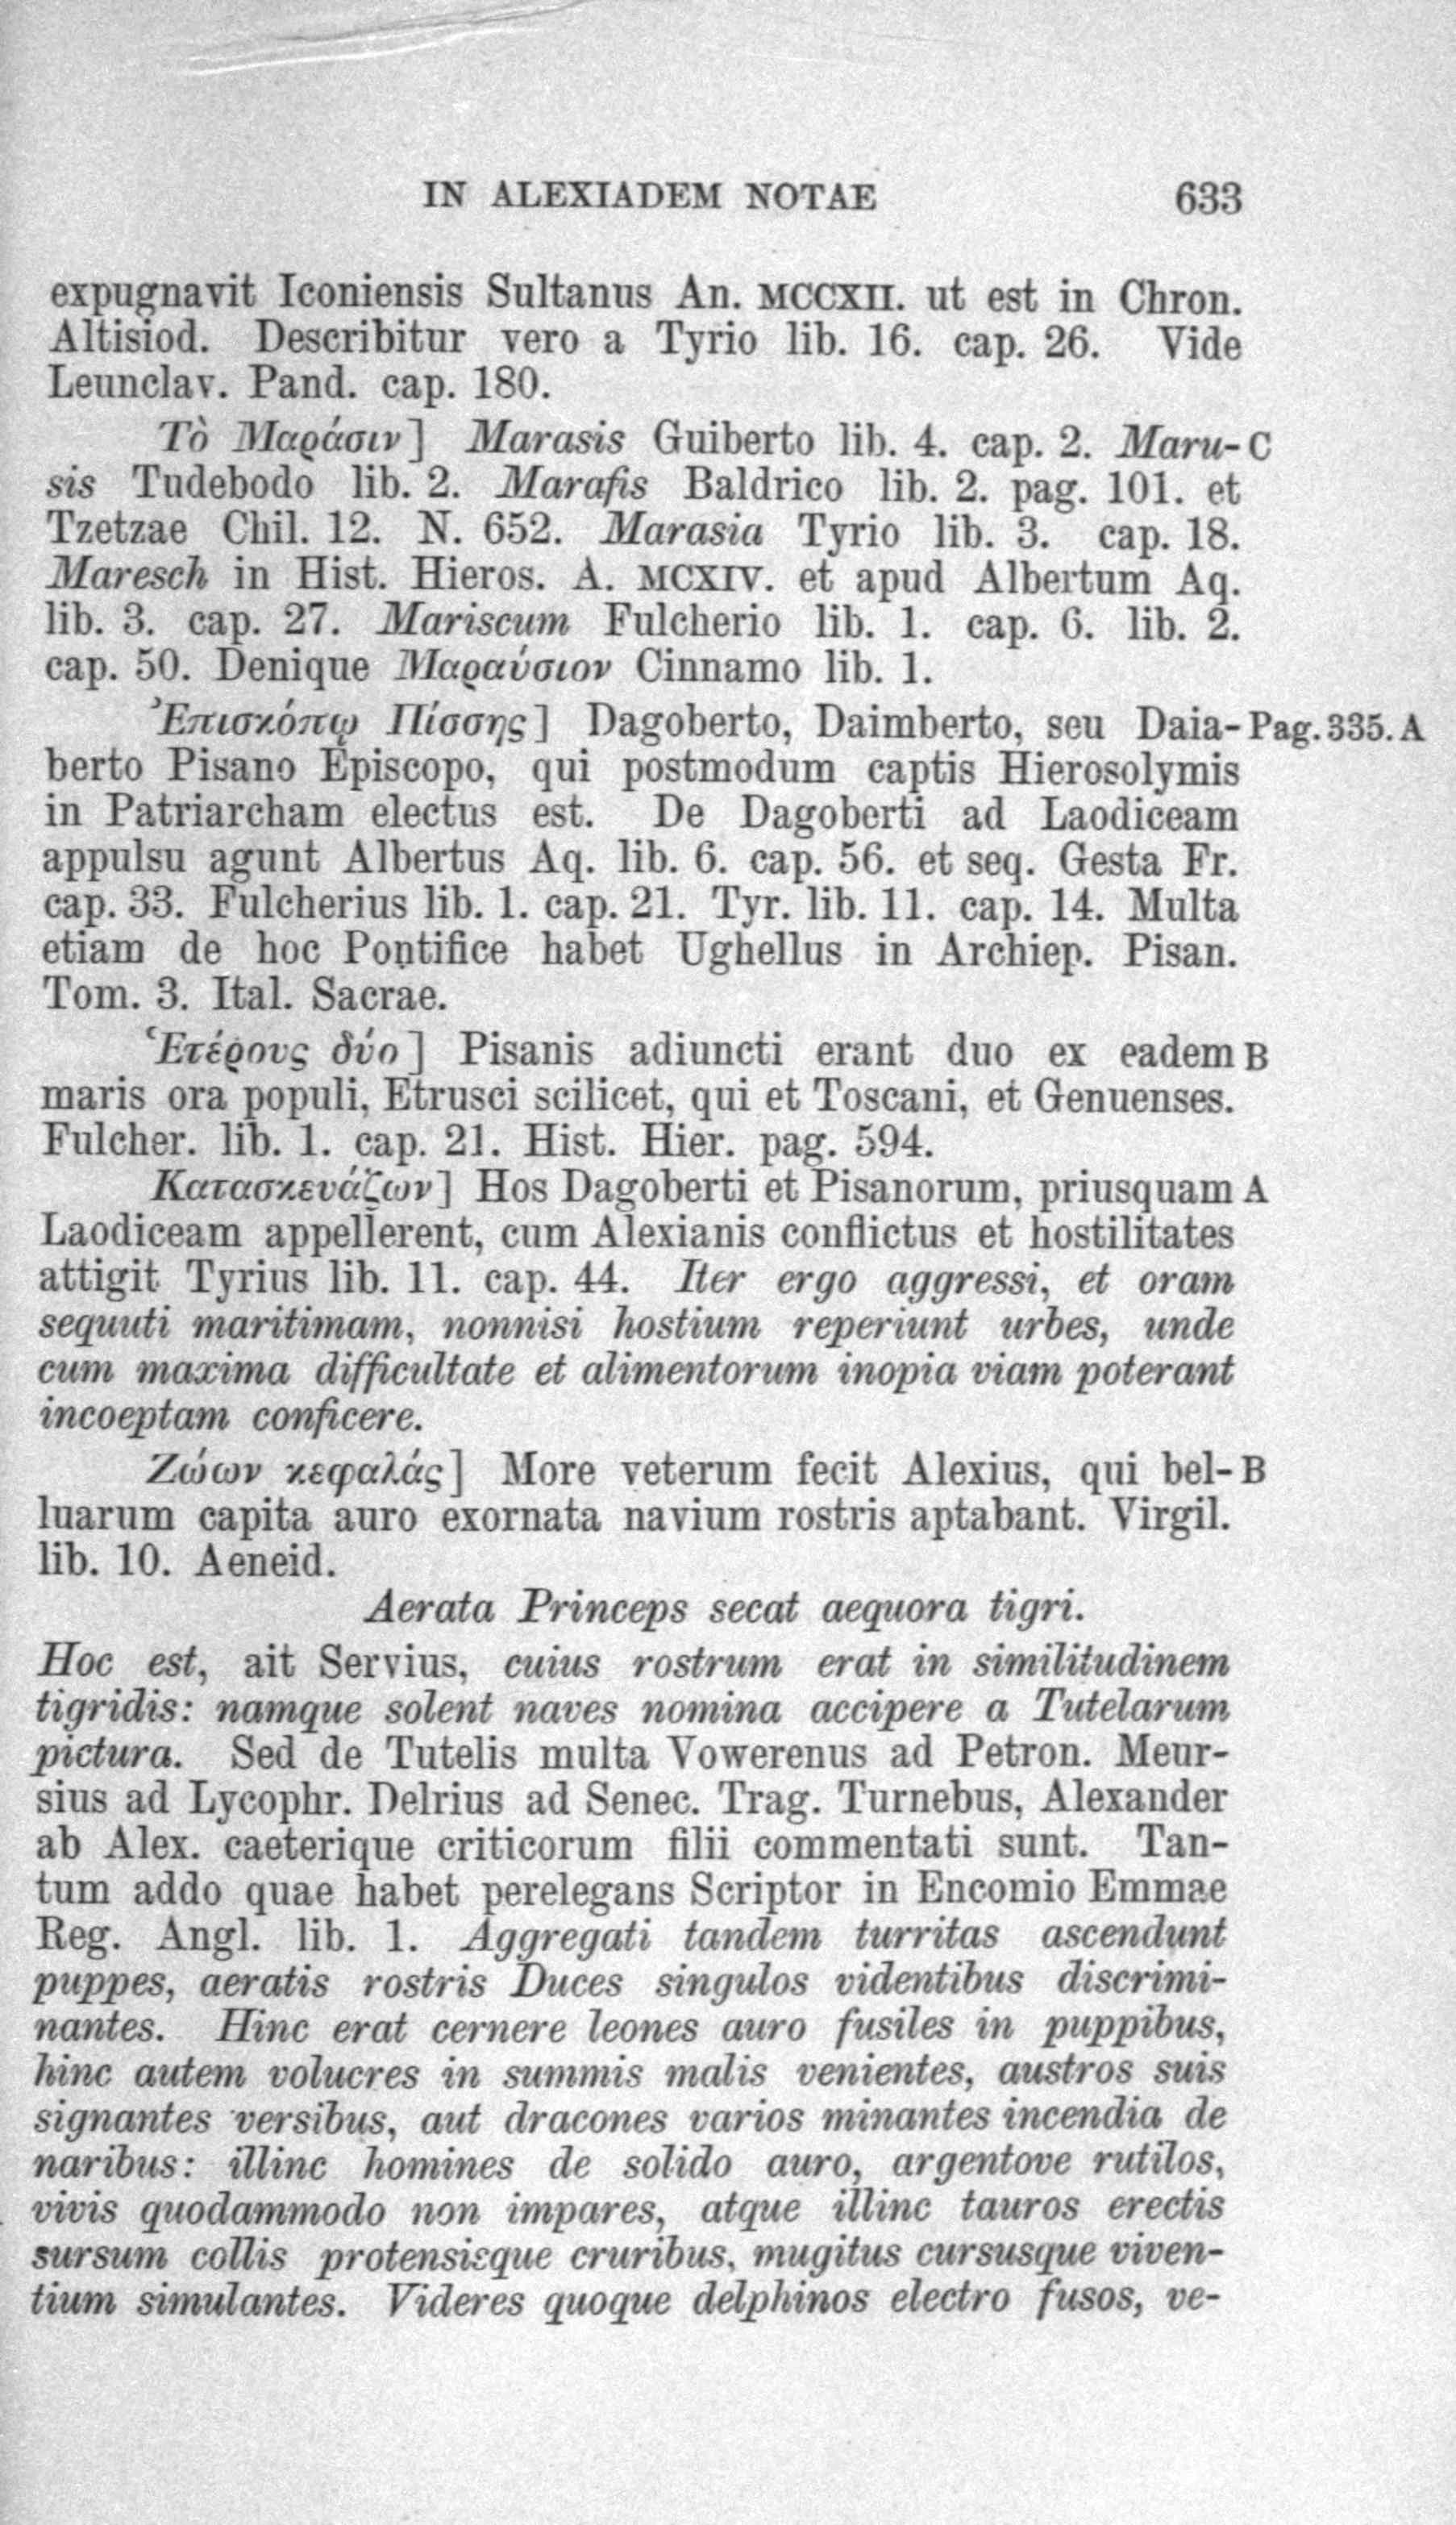 IN ALEXIADEM NOTAE 633
expugnavit Iconiensis Sultanus An. MCCXII. ut est in Chron.
Altisiod. Describitur vero a Tyrio lib. 16. cap. 26. Vide
Leunclav. Pand. cap. 180.
Τὸ Μαράσιν] Marasis Guiberto lib. 4. cap. 2. Maru- C
sis Tudebodo lib. 2. Marafis Baldrico lib. 2. pag. 101. et
Tzetzae Chil. 12. N. 652. Marasia Tyrio lib. 3. cap. 18.
Maresch in Hist. Hieros. A. MCXIV. et apud Albertum Aq.
lib. 3. cap. 27. Mariscum Fulcherio lib. 1. cap. 6. lib. 2.
cap. 50. Denique Μαραύσιον Cinnamo lib. 1.
Ἐπισκόπῳ Πίσσης] Dagoberto, Daimberto, seu Daia- Pag. 335. A
berto Pisano Episcopo, qui postmodum captis Hierosolymis
in Patriarcham electus est. De Dagoberti ad Laodiceam
appulsu agunt Albertus Aq. lib. 6. cap. 56. et seq. Gesta Fr.
cap. 33. Fulcherius lib. 1. cap. 21. Tyr. lib. 11. cap. 14. Multa
etiam de hoc Pontifice habet Ughellus in Archiep. Pisan.
Tom. 3. Ital. Sacrae.
Ἑτέρους δύο] Pisanis adiuncti erant duo ex eadem B
maris ora populi, Etrusci scilicet, qui et Toscani, et Genuenses.
Fulcher. lib. 1. cap. 21. Hist. Hier. pag. 594.
Κατασκευάζων] Hos Dagoberti et Pisanorum, priusquam A
Laodiceam appellerent, cum Alexianis conflictus et hostilitates
attigit Tyrius lib. 11. cap. 44. Iter ergo aggressi, et oram
sequuti maritimam, nonnisi hostium reperiunt urbes, unde
cum maxima difficultate et alimentorum inopia viam poterant
incoeptam conficere.
Ζώων κεφαλάς] More veterum fecit Alexius, qui bel- B
luarum capita auro exornata navium rostris aptabant. Virgil.
lib. 10. Aeneid.
Aerata Princeps secat aequora tigri.
Hoc est, ait Servius, cuius rostrum erat in similitudinem
tigridis: namque solent naves nomina accipere a Tutelarum
pictura. Sed de Tutelis multa Vowerenus ad Petron. Meur-
sius ad Lycophr. Delrius ad Senec. Trag. Turnebus, Alexander
ab Alex. caeterique criticorum filii commentati sunt. Tan-
tum addo quae habet perelegans Scriptor in Encomio Emmae
Reg. Angl. lib. 1. Aggregati tandem turritas ascendunt
puppes, aeratis rostris Duces singulos videntibus discrimi-
nantes. Hinc erat cernere leones auro fusiles in puppibus,
hinc autem volucres in summis malis venientes, austros suis
signantes versibus, aut dracones varios minantes incendia de
naribus: illinc homines de solido auro, argentove rutilos,
vivis quodammodo non impares, atque illinc tauros erectis
sursum collis protensisque cruribus, mugitus cursusque viven-
tium simulantes. Videres quoque delphinos electro fusos, ve-